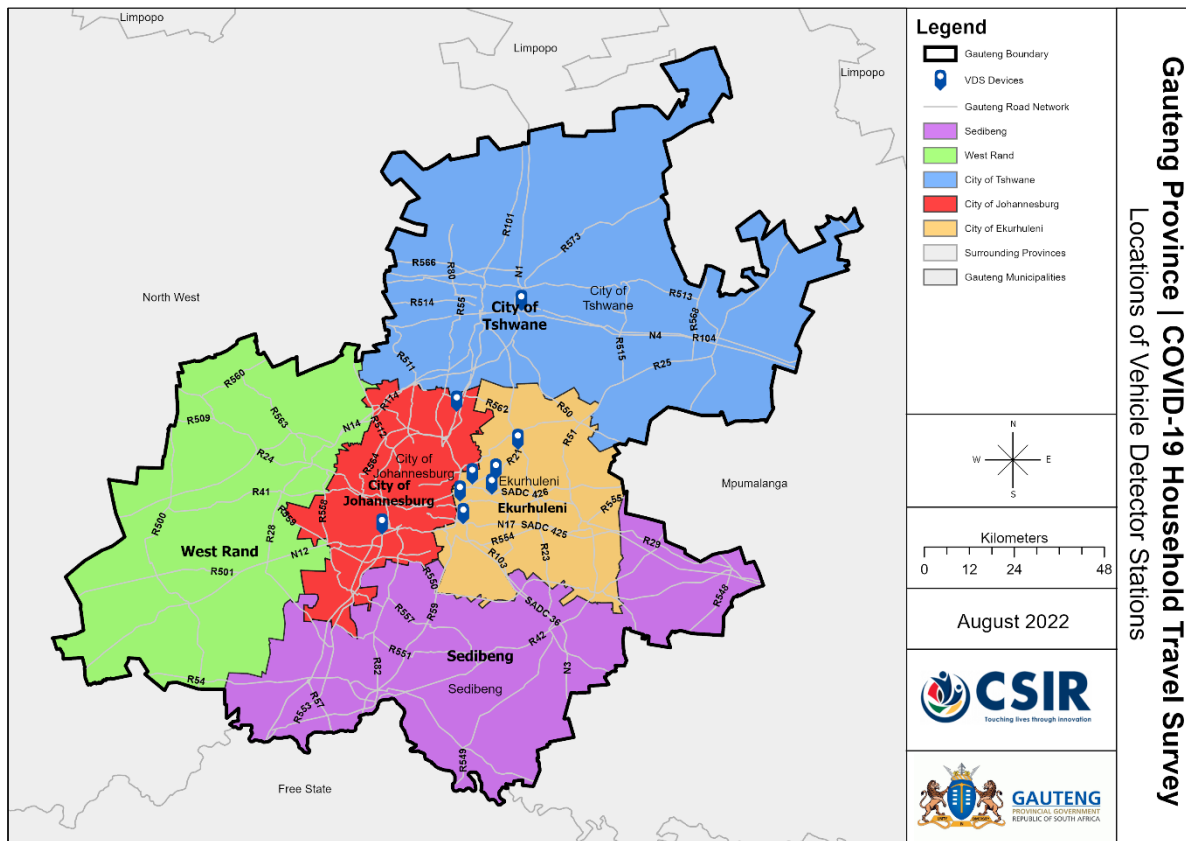 Limpopo
Limpopo
Limpopo
North West
Mpumalanga
Free State
R101
R573
R80
N1
R566
R55
R514
City of
Tshwane
City of
Tshwane
R513
R568
N4
R104
R515
R25
R511
R560
R509
R563
N14
R114
R512
R562
R50
R51
R24
R564
City of
Johannesburg
City of
Johannesburg
R21
Ekurhuleni
SADC 426
Ekurhuleni
R41
R558
R559
R555
R500
R28
N17
SADC 425
West Rand
N12
R554
R29
R501
R103
R23
R550
R548
R59
R557
SADC 36
R42
R551
Sedibeng
R54
R82
Sedibeng
N3
R553
R57
R549
Legend
Gauteng Boundary
VDS Devices
Gauteng Road Network
Sedibeng
West Rand
City of Tshwane
City of Johannesburg
City of Ekurhuleni
Surrounding Provinces
Gauteng Municipalities
N
W
E
S
Kilometers
0 12 24 48
August 2022
CSIR
Touching lives through innovation
GAUTENG
PROVINCIAL GOVERNMENT
REPUBLIC OF SOUTH AFRICA
Gauteng Province | COVID-19 Household Travel Survey
Locations of Vehicle Detector Stations